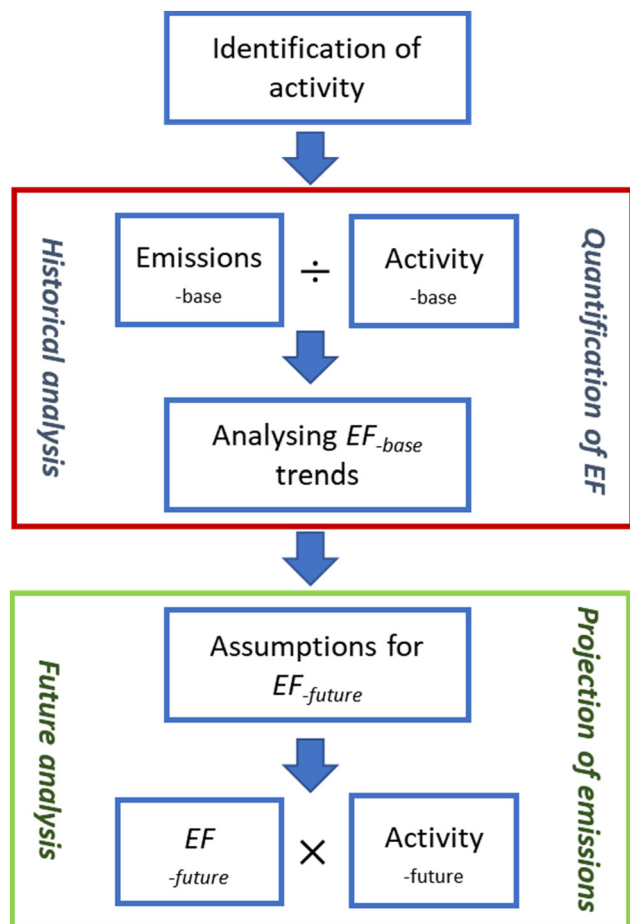 Identification of
activity
Historical analysis
Emissions
-base
÷
Activity
-base
Quantification of EF
Analysing EF-base
trends
Future analysis
Assumptions for
EF-future
Projection of emissions
EF
-future
×
Activity
-future